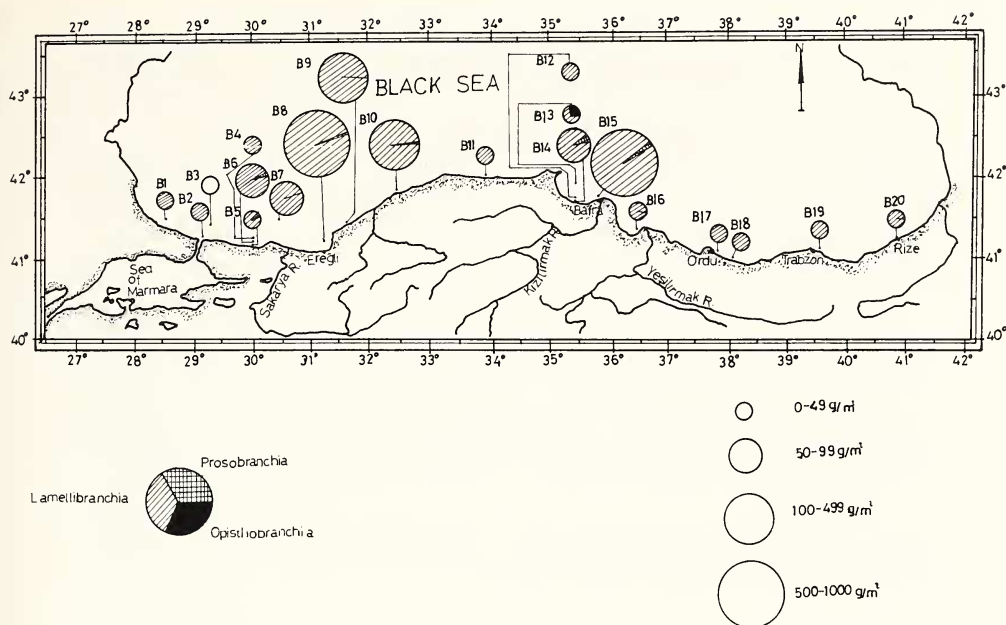 27° 28° 29° 30° 31° 32° 33° 34° 35° 36° 37° 38° 39° 40° 41° 42°
43°
42°
41°
40°
43°
42°
41°
40°
BLACK SEA
N
B1
B2
B3
B4
B6
B5
B7
B8
B9
B10
B11
B12
B13
B14
B15
B16
B17
B18
B19
B20
Sea
of
Marmara
Sakarya R.
Eregli
Kızılırmak R.
Bafra
Yeşilırmak R.
Ordu
Trabzon
Rize
27° 28° 29° 30° 31° 32° 33° 34° 35° 36° 37° 38° 39° 40° 41° 42°
Prosobranchia
Lamellibranchia
Opisthobranchia
0-49 g/m²
50-99 g/m²
100-499 g/m²
500-1000 g/m²